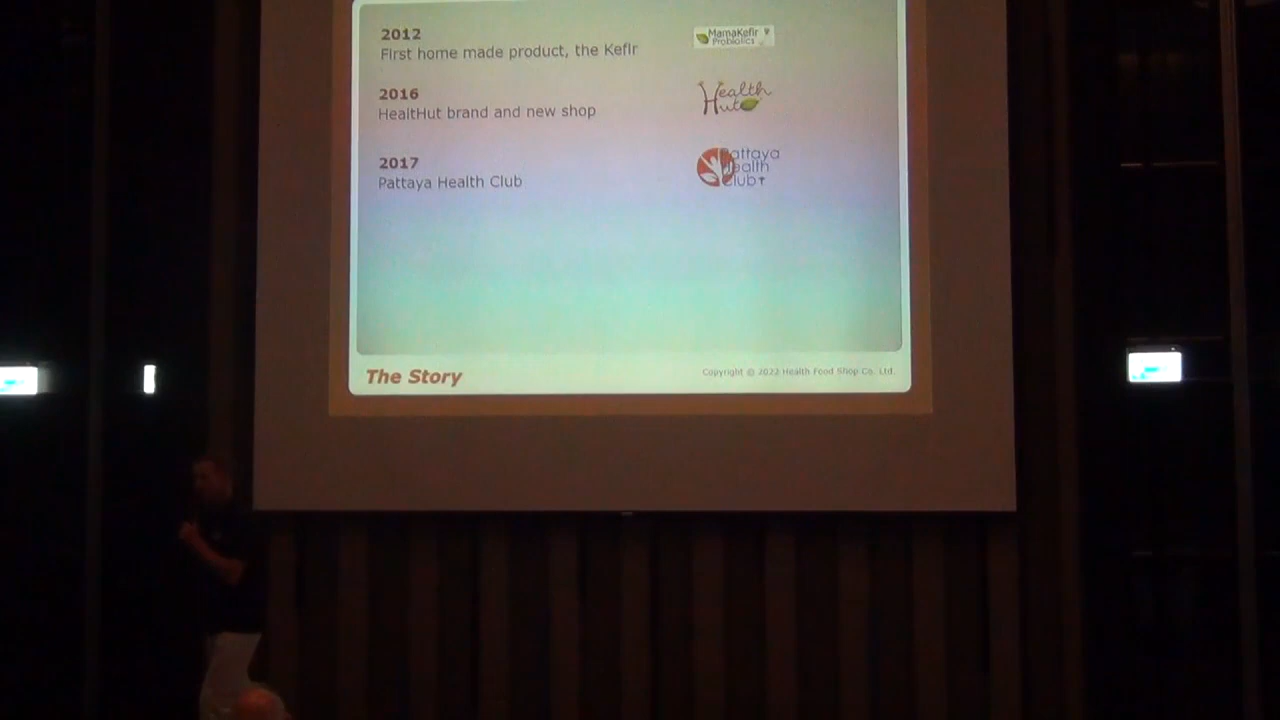 2012
First home made product, the Kefir
MamaKefir
Probiotics
2016
HealtHut brand and new shop
Health
Hut
2017
Pattaya Health Club
Pattaya
Health
Club
The Story
Copyright © 2022 Health Food Shop Co. Ltd.